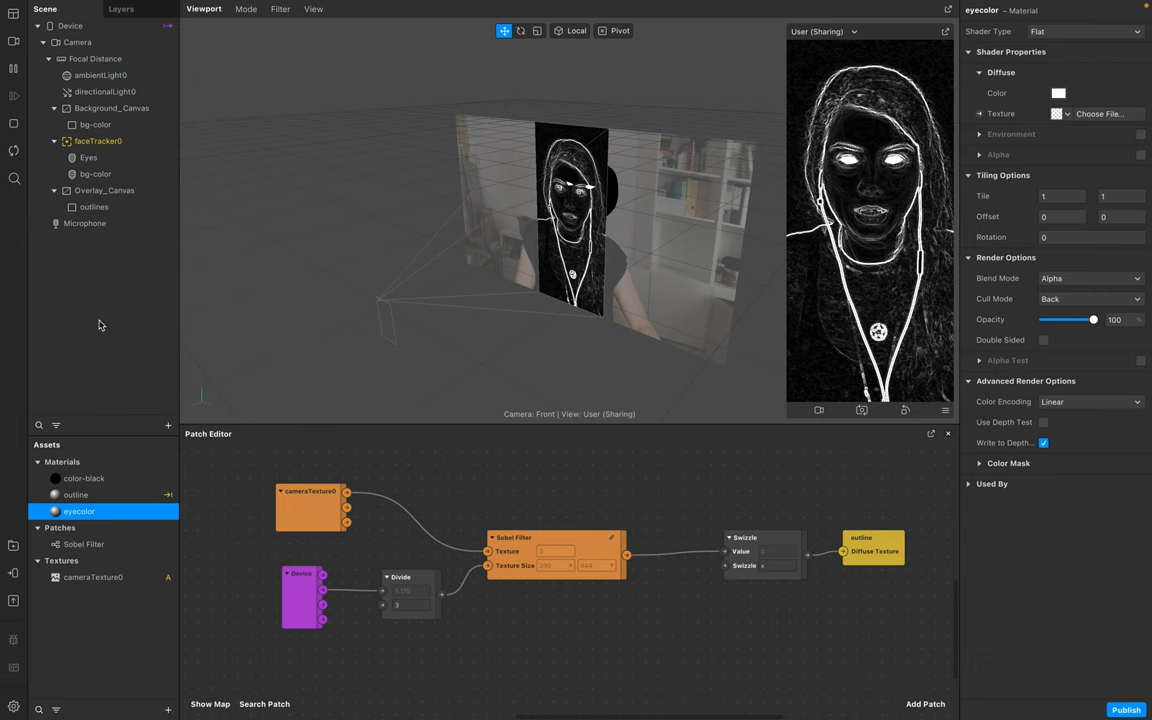 Scene
Layers
Device
Camera
Focal Distance
ambientLight0
directionalLight0
Background_Canvas
bg-color
faceTracker0
Eyes
bg-color
Overlay_Canvas
outlines
Microphone
Assets
Materials
color-black
outline
eyecolor
Patches
Sobel Filter
Textures
cameraTexture0 A
Viewport Mode Filter View
Local Pivot
User (Sharing)
Camera: Front | View: User (Sharing)
Patch Editor
cameraTexture0
Device
Divide
1.170
3
Sobel Filter
Texture 0
Texture Size 390 844
Swizzle
Value 0
Swizzle x
outline
Diffuse Texture
Show Map Search Patch
Add Patch
eyecolor – Material
Shader Type Flat
Shader Properties
Diffuse
Color
Texture Choose File...
Environment
Alpha
Tiling Options
Tile 1 1
Offset 0 0
Rotation 0
Render Options
Blend Mode Alpha
Cull Mode Back
Opacity 100 %
Double Sided
Alpha Test
Advanced Render Options
Color Encoding Linear
Use Depth Test
Write to Depth...
Color Mask
Used By
Publish